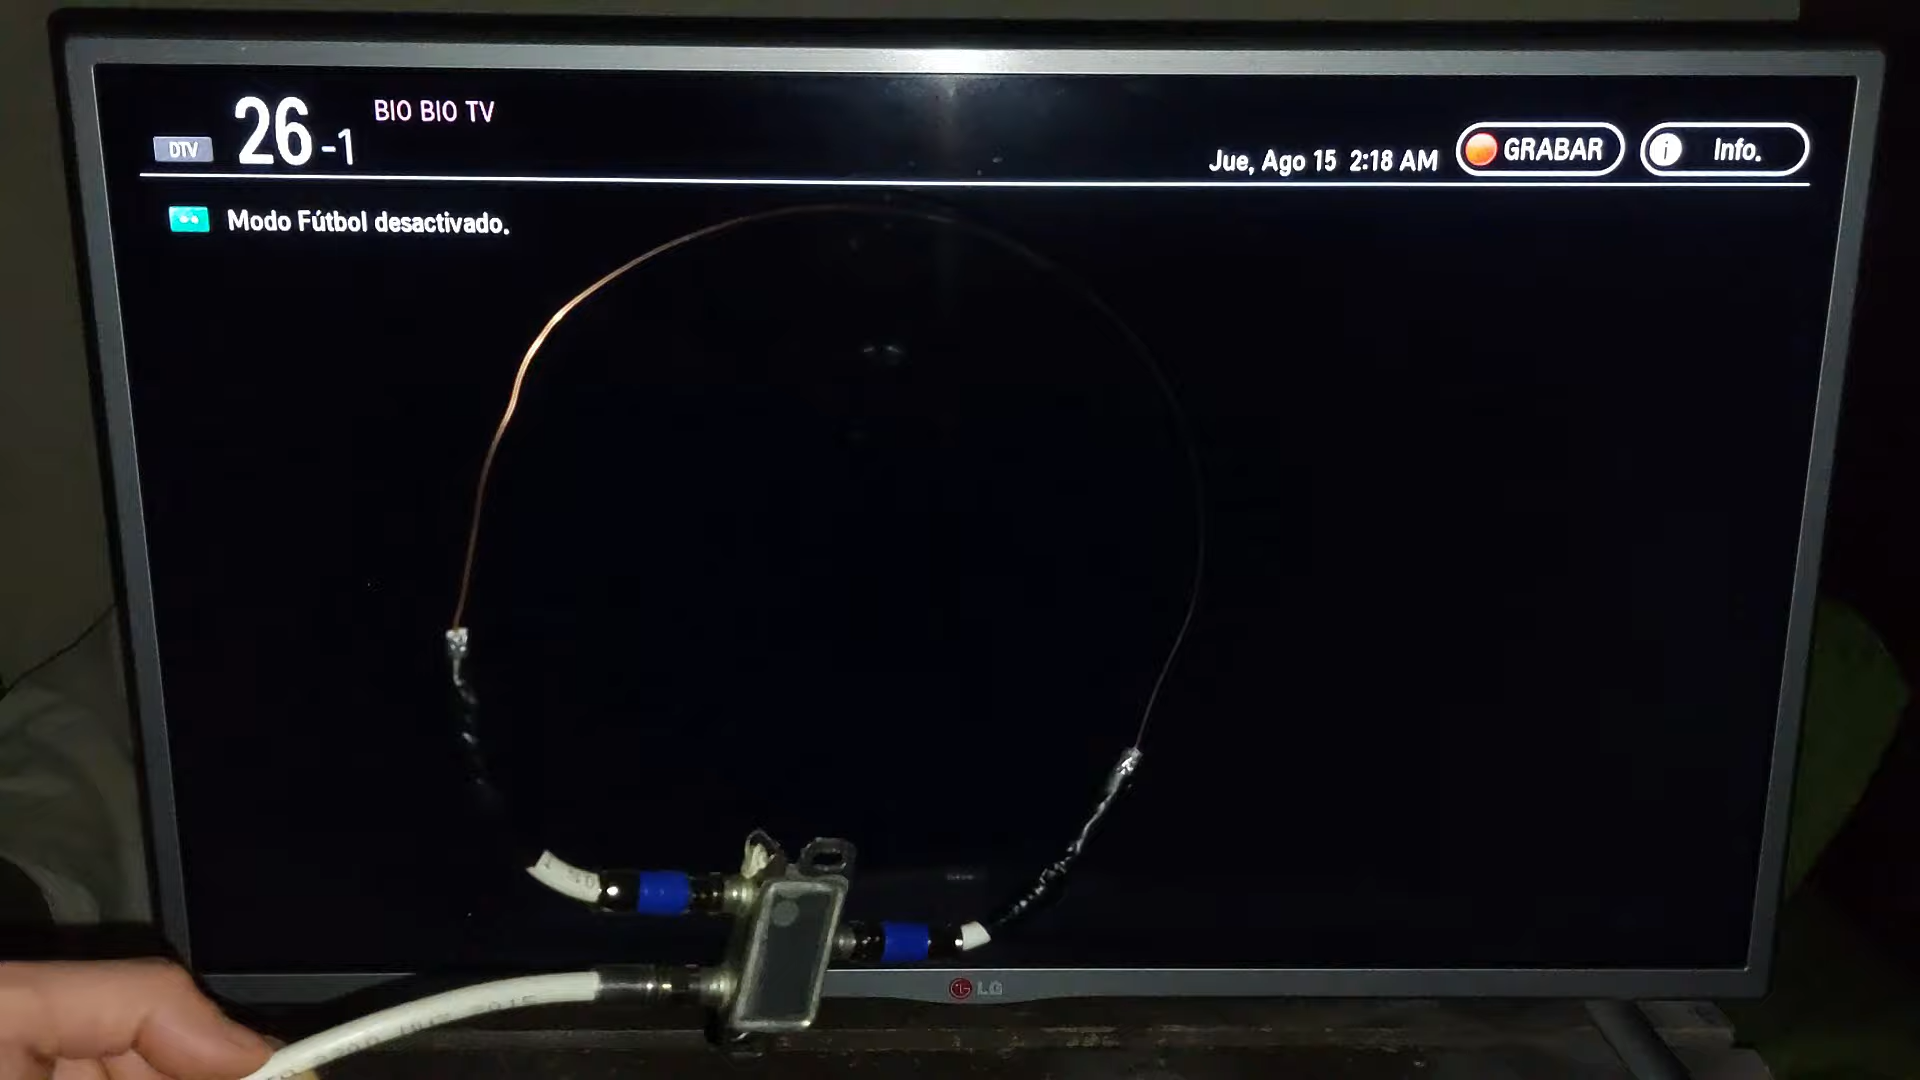 BIO BIO TV
DTV 26-1
Jue, Ago 15 2:18 AM
GRABAR
i Info.
Modo Fútbol desactivado.
LG